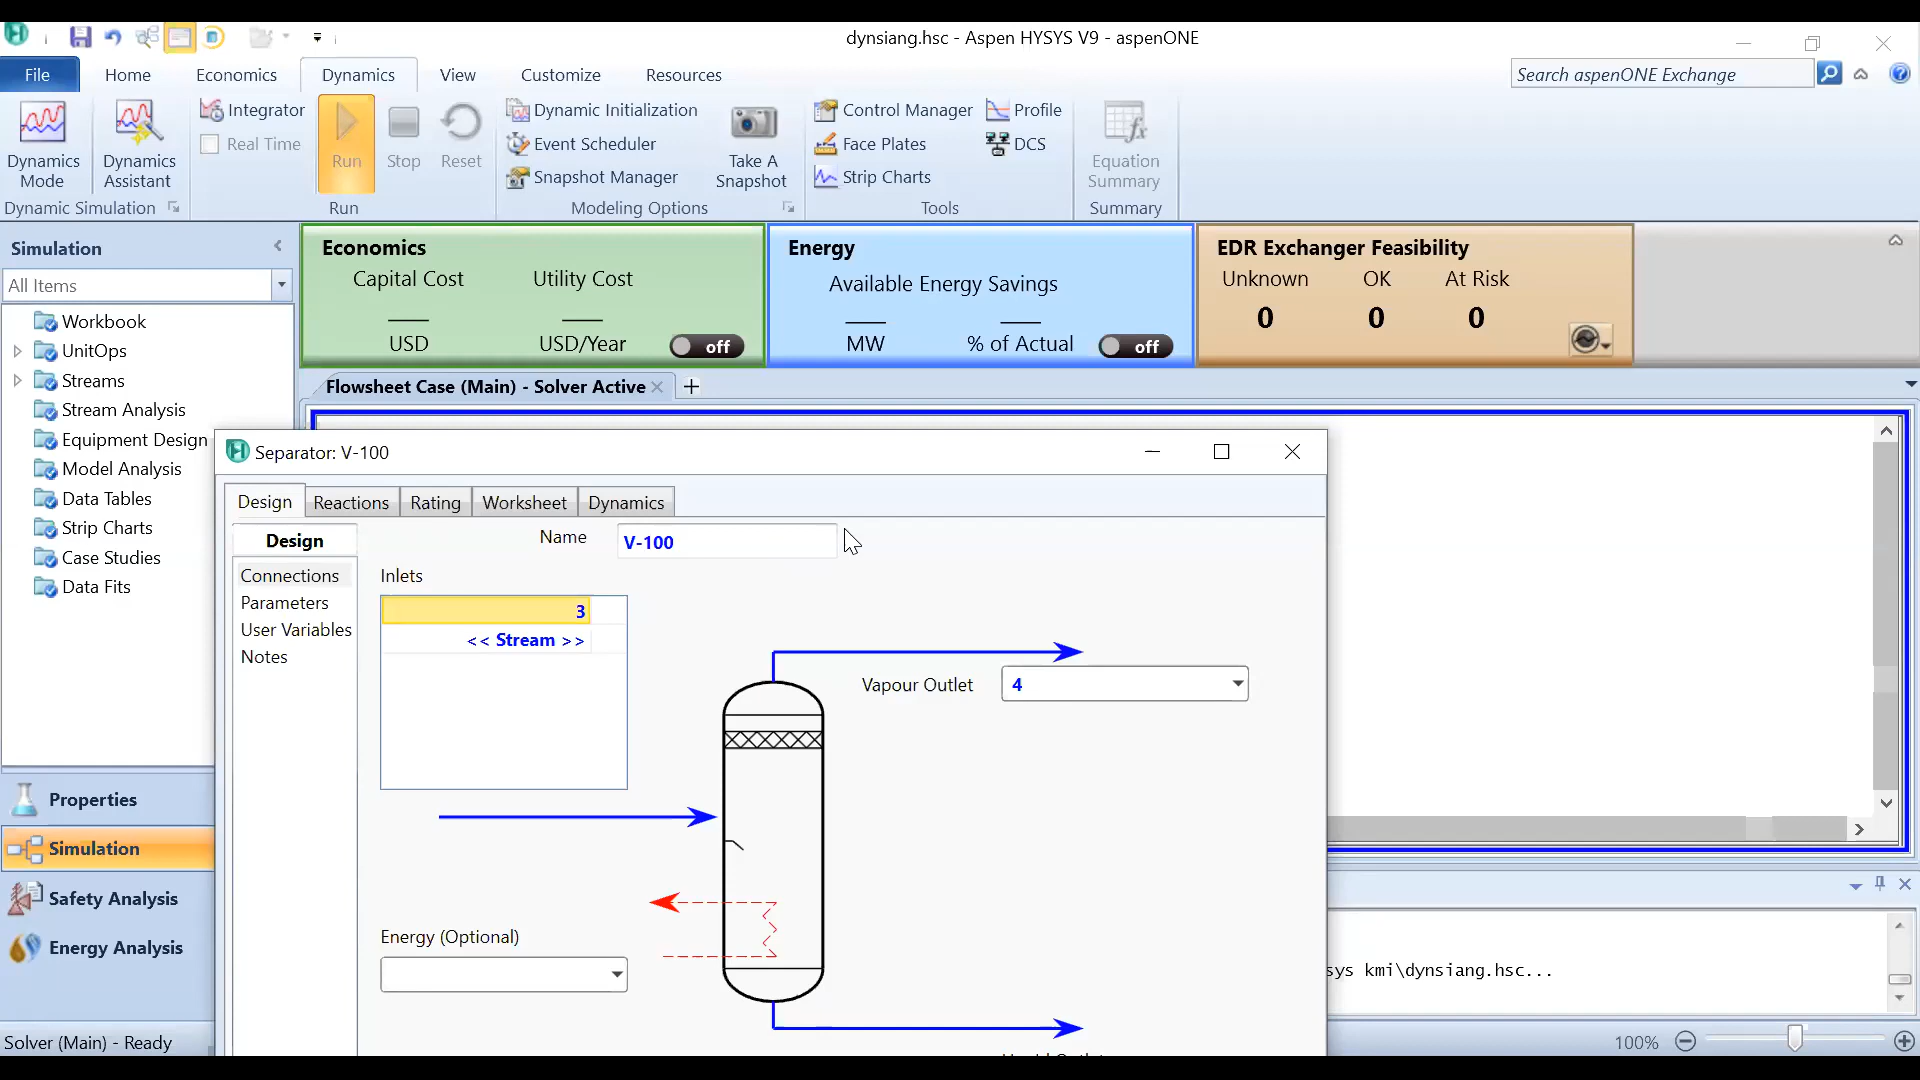 dynsiang.hsc - Aspen HYSYS V9 - aspenONE
File Home Economics Dynamics View Customize Resources
Search aspenONE Exchange
Dynamics Mode
Dynamics Assistant
Dynamic Simulation
Integrator
Real Time
Run
Stop
Reset
Run
Dynamic Initialization
Event Scheduler
Snapshot Manager
Take A Snapshot
Modeling Options
Control Manager
Face Plates
Strip Charts
Profile
DCS
Tools
Equation Summary
Summary
Simulation
All Items
Workbook
UnitOps
Streams
Stream Analysis
Equipment Design
Model Analysis
Data Tables
Strip Charts
Case Studies
Data Fits
Properties
Simulation
Safety Analysis
Energy Analysis
Economics
Capital Cost Utility Cost
USD USD/Year off
Energy
Available Energy Savings
MW % of Actual off
EDR Exchanger Feasibility
Unknown OK At Risk
0 0 0
Flowsheet Case (Main) - Solver Active
Separator: V-100
Design Reactions Rating Worksheet Dynamics
Design
Connections
Parameters
User Variables
Notes
Name V-100
Inlets
3
<< Stream >>
Vapour Outlet 4
Energy (Optional)
sys kmi\dynsiang.hsc...
Solver (Main) - Ready
100%